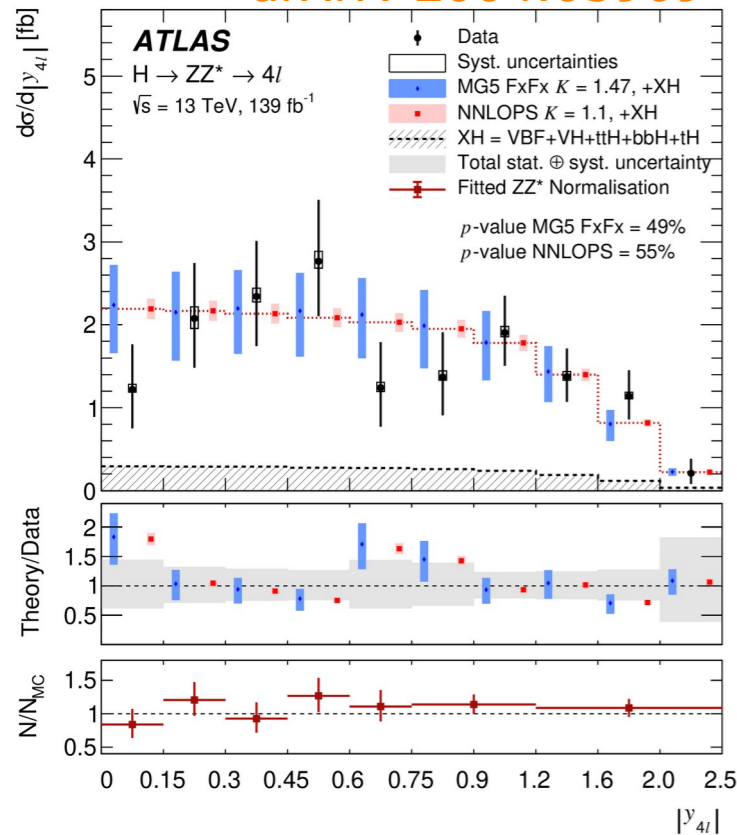 ATLAS
H → ZZ* → 4l
√s = 13 TeV, 139 fb⁻¹
Data
Syst. uncertainties
MG5 FxFx K = 1.47, +XH
NNLOPS K = 1.1, +XH
XH = VBF+VH+ttH+bbH+tH
Total stat. ⊕ syst. uncertainty
Fitted ZZ* Normalisation
p-value MG5 FxFx = 49%
p-value NNLOPS = 55%
dσ/d|y₄ₗ| [fb]
5
4
3
2
1
0
Theory/Data
2
1.5
1
0.5
N/N_MC
1.5
1
0.5
0 0.15 0.3 0.45 0.6 0.75 0.9 1.2 1.6 2.0 2.5
|y₄ₗ|